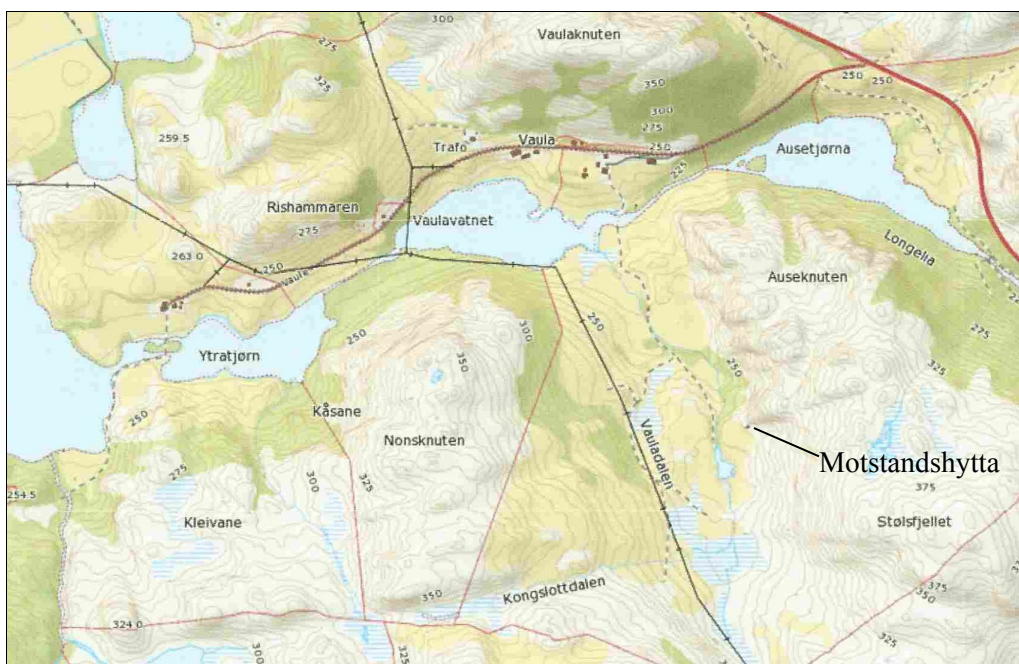 300
275
Vaulaknuten
325
350
250
250
300
259.5
Trafo
Vaula
275
250
Ausetjørna
225
Rishammaren
Vaulavatnet
275
Longelia
263 0
250
Vaule
Auseknuten
250
275
300
250
Ytratjørn
350
250
325
Kåsane
250
Nonsknuten
Vauladalen
Motstandshytta
275
300
325
254.5
375
Kleivane
Stølsfjellet
350
Kongslottdalen
375
350
324 0
325
325